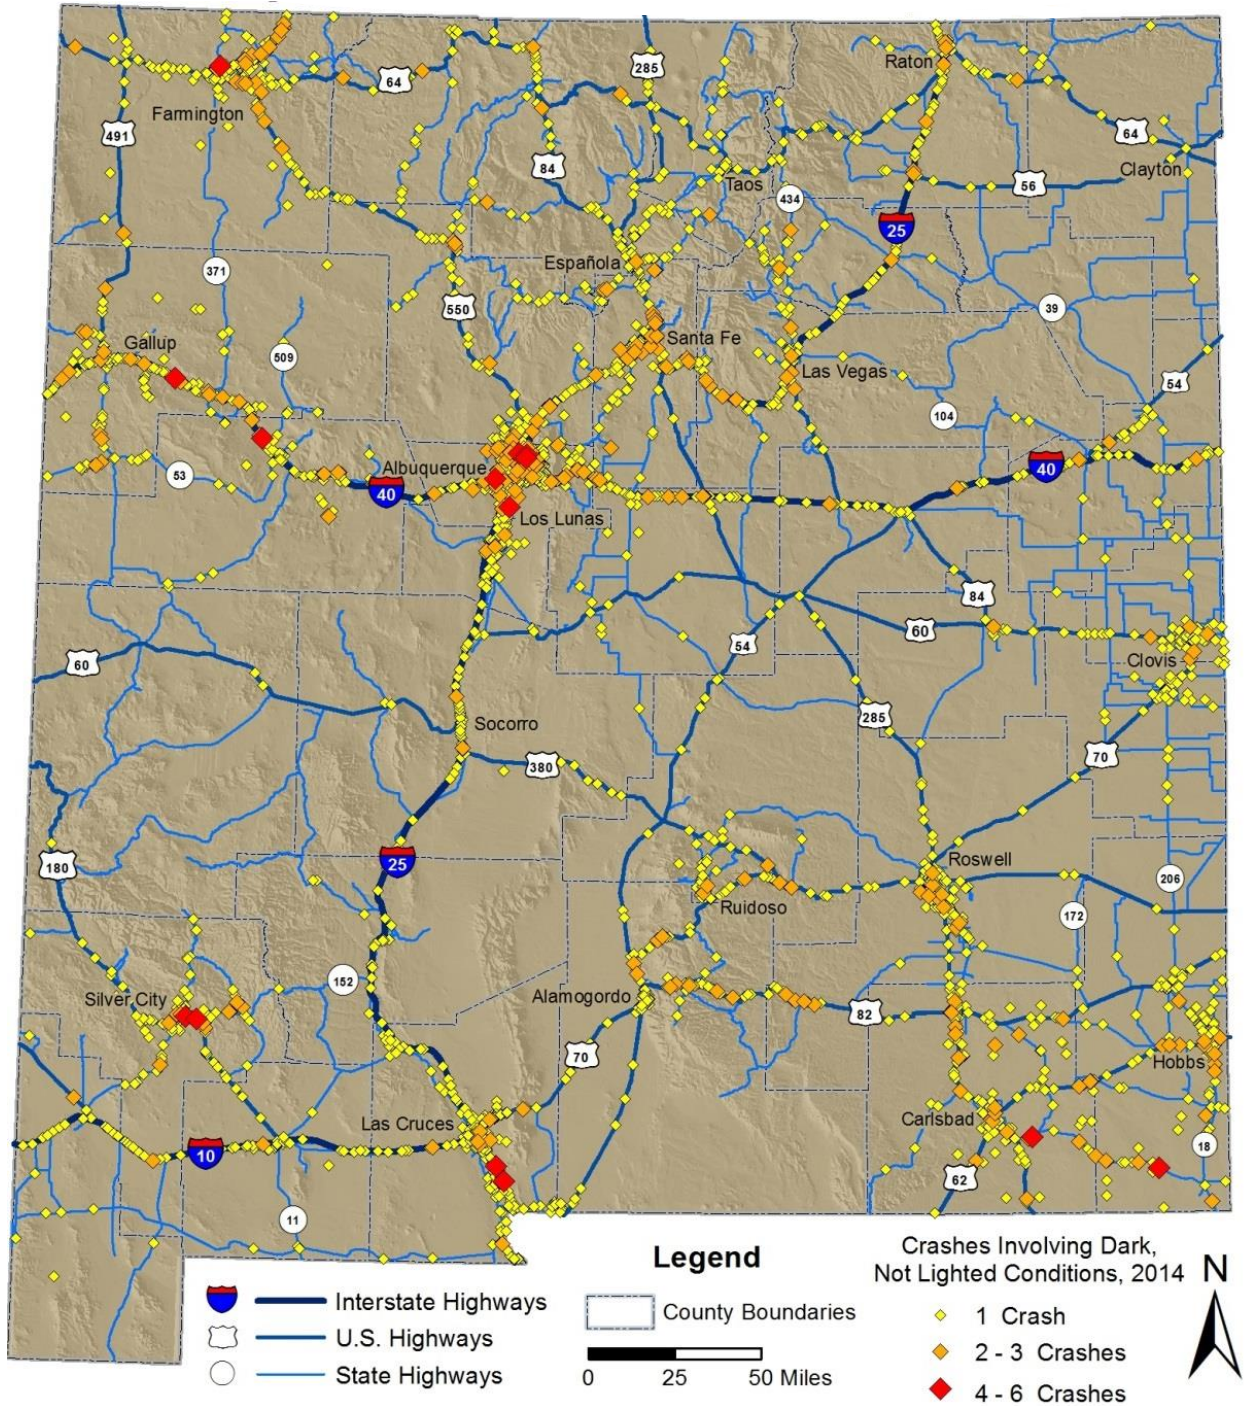 Raton
285
64
Farmington
491
64
84
Clayton
Taos
56
434
25
Española
371
550
39
Gallup
Santa Fe
509
Las Vegas
54
104
Albuquerque
53
40
40
Los Lunas
84
60
54
Clovis
60
285
Socorro
380
70
25
Roswell
180
206
Ruidoso
172
152
Silver City
Alamogordo
82
70
Hobbs
Las Cruces
Carlsbad
10
18
62
11
Legend
Crashes Involving Dark,
Not Lighted Conditions, 2014
N
Interstate Highways
County Boundaries
1 Crash
U.S. Highways
2 - 3 Crashes
State Highways
0 25 50 Miles
4 - 6 Crashes